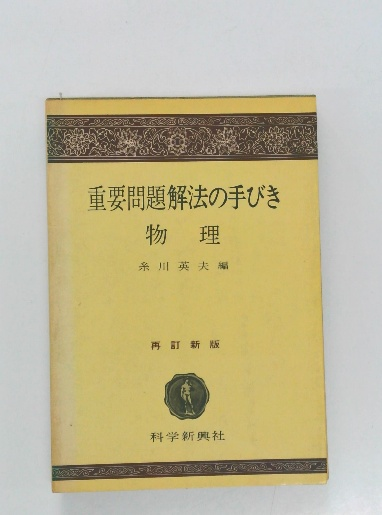 重要問題解法の手びき
物理
糸川英夫編
再訂新版
科学新興社